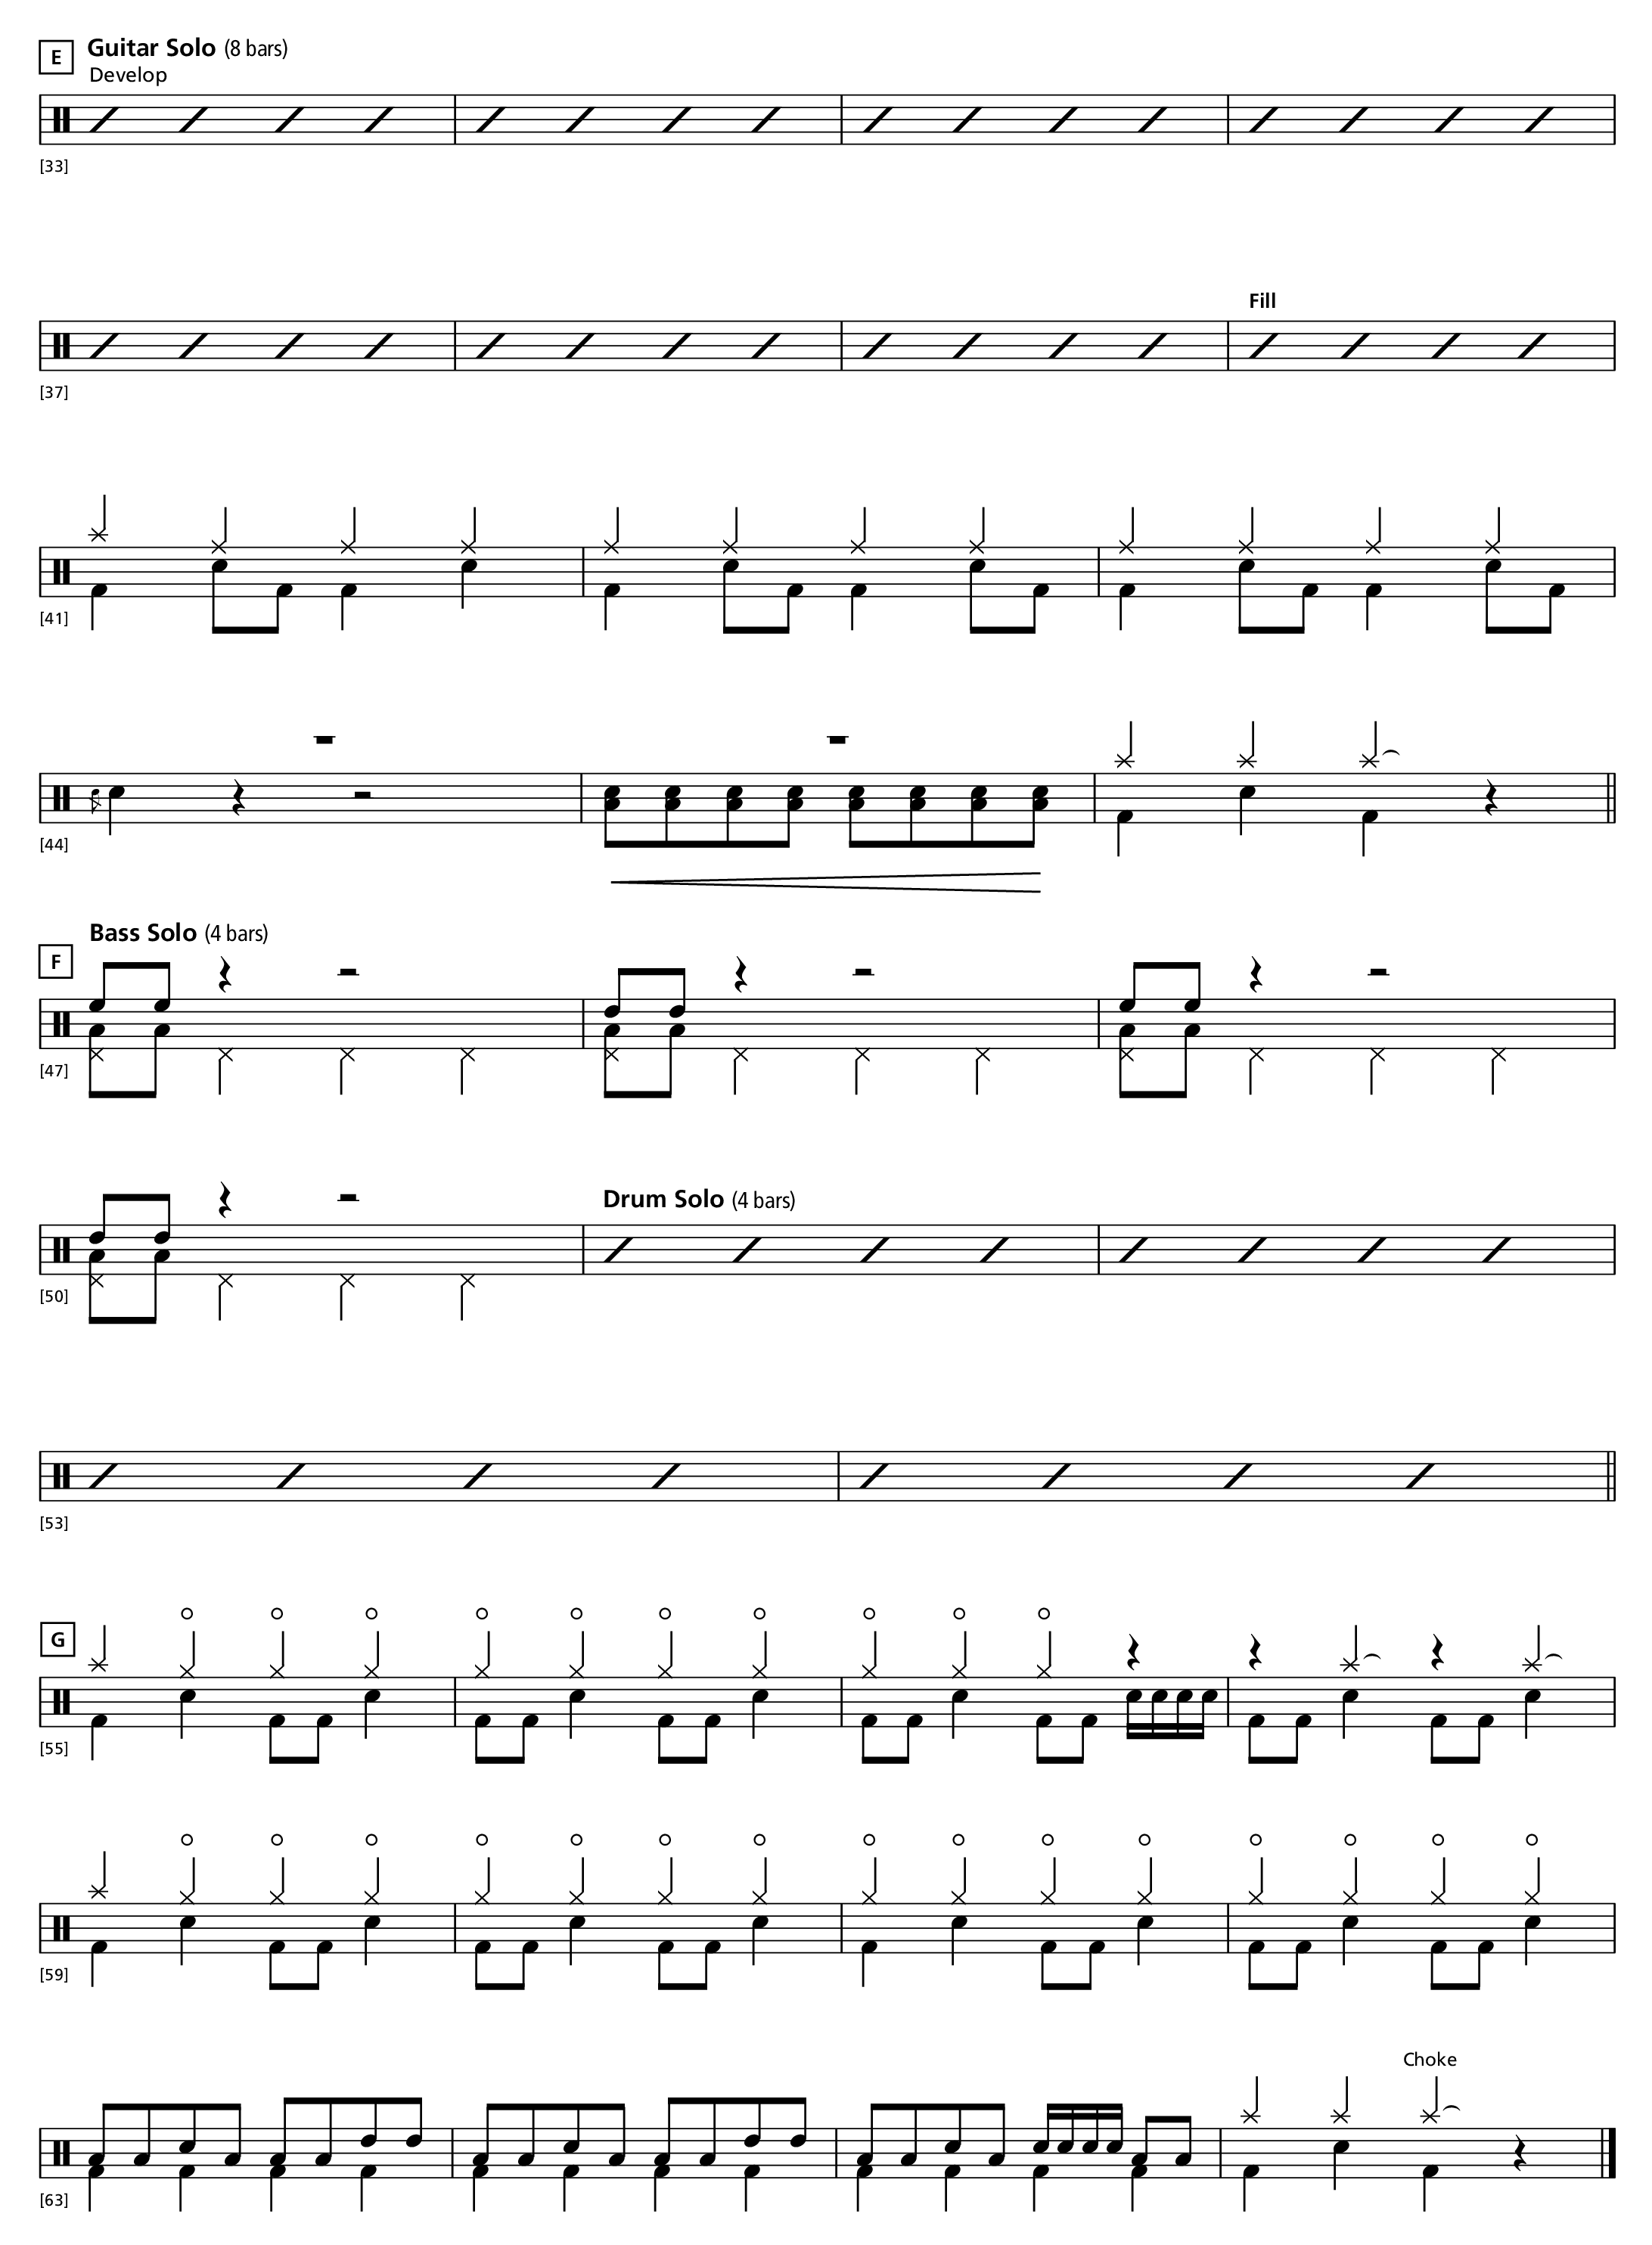 E Guitar Solo (8 bars)
Develop
[33]
Fill
[37]
[41]
[44]
Bass Solo (4 bars)
F
[47]
Drum Solo (4 bars)
[50]
[53]
G
[55]
[59]
Choke
[63]